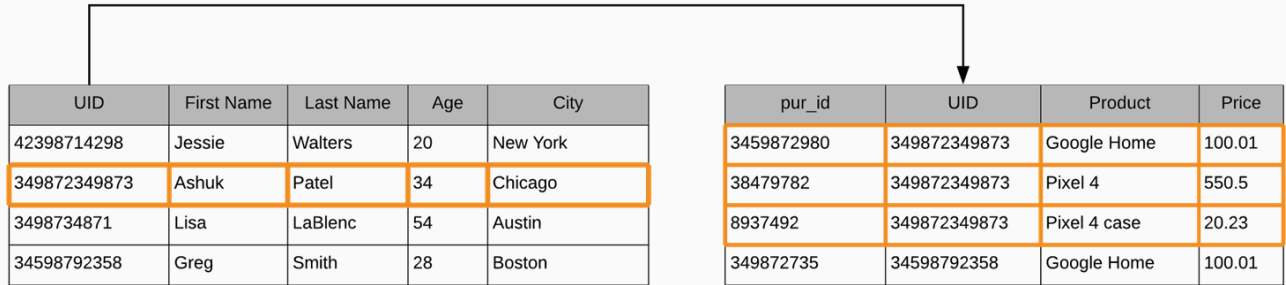 UID First Name Last Name Age City
42398714298 Jessie Walters 20 New York
349872349873 Ashuk Patel 34 Chicago
3498734871 Lisa LaBlenc 54 Austin
34598792358 Greg Smith 28 Boston
pur_id UID Product Price
3459872980 349872349873 Google Home 100.01
38479782 349872349873 Pixel 4 550.5
8937492 349872349873 Pixel 4 case 20.23
349872735 34598792358 Google Home 100.01